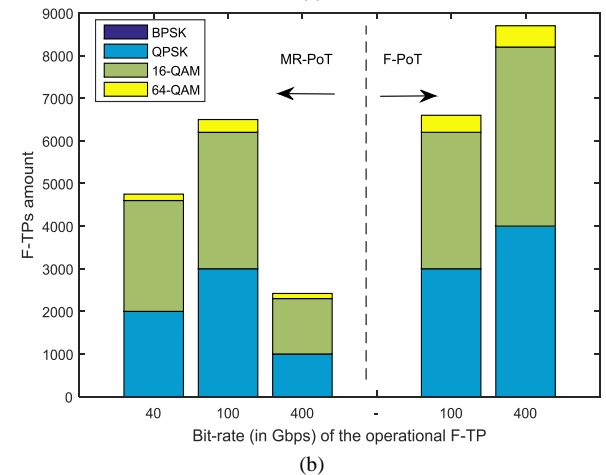 9000
8000
7000
6000
5000
4000
3000
2000
1000
0
F-TPs amount
BPSK
QPSK
16-QAM
64-QAM
MR-PoT
F-PoT
40 100 400 - 100 400
Bit-rate (in Gbps) of the operational F-TP
(b)